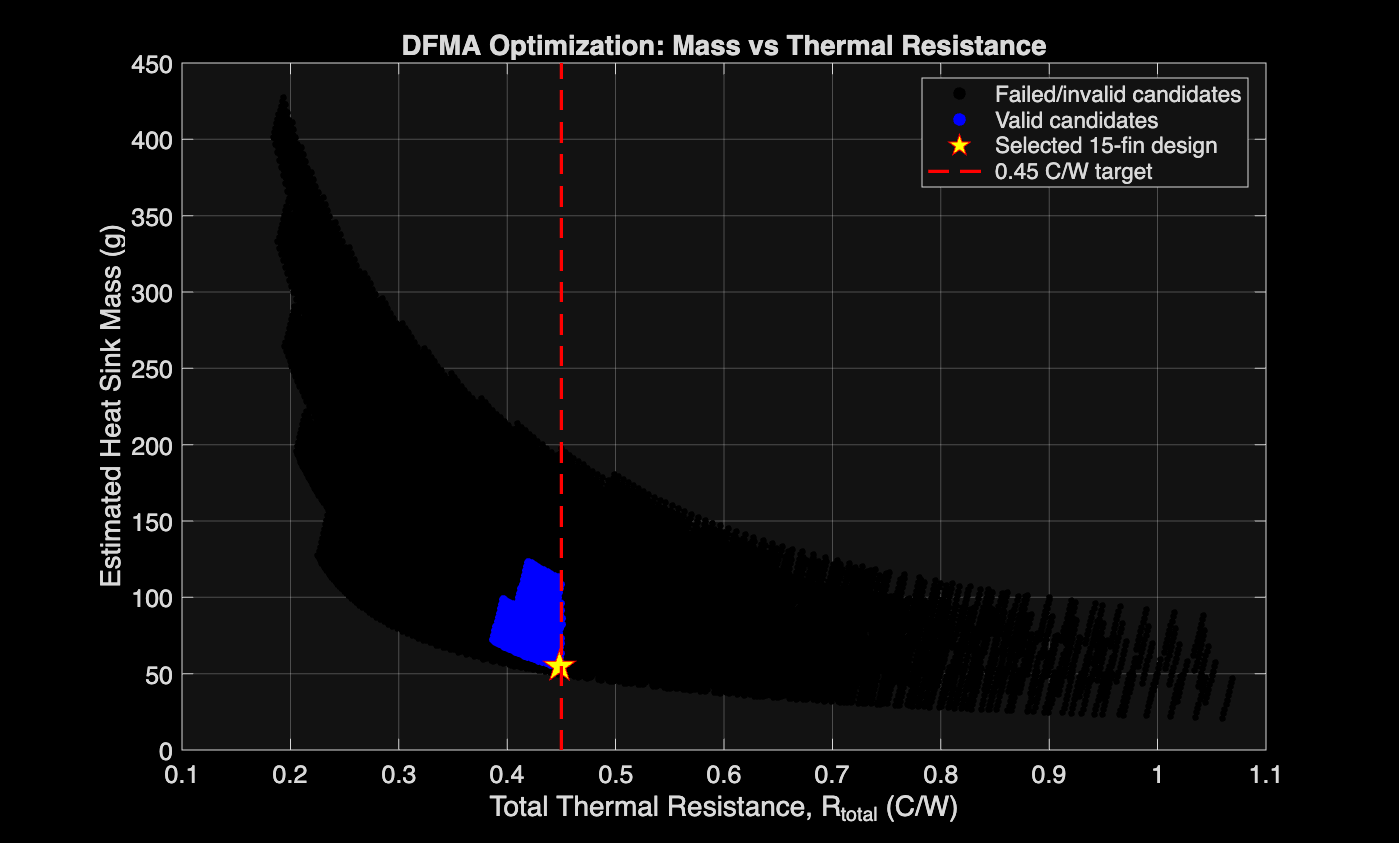 DFMA Optimization: Mass vs Thermal Resistance
Failed/invalid candidates
Valid candidates
Selected 15-fin design
0.45 C/W target
Estimated Heat Sink Mass (g)
450
400
350
300
250
200
150
100
50
0
0.1 0.2 0.3 0.4 0.5 0.6 0.7 0.8 0.9 1 1.1
Total Thermal Resistance, Rtotal (C/W)